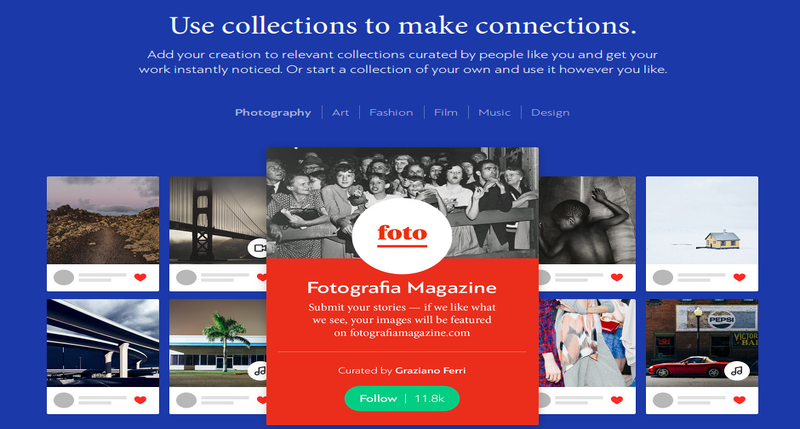 Use collections to make connections.
Add your creation to relevant collections curated by people like you and get your
work instantly noticed. Or start a collection of your own and use it however you like.
Photography | Art | Fashion | Film | Music | Design
foto
Fotografia Magazine
Submit your stories — if we like what
we see, your images will be featured
on fotografiamagazine.com
Curated by Graziano Ferri
Follow | 11.8k
PEPSI
VICTOR
BA